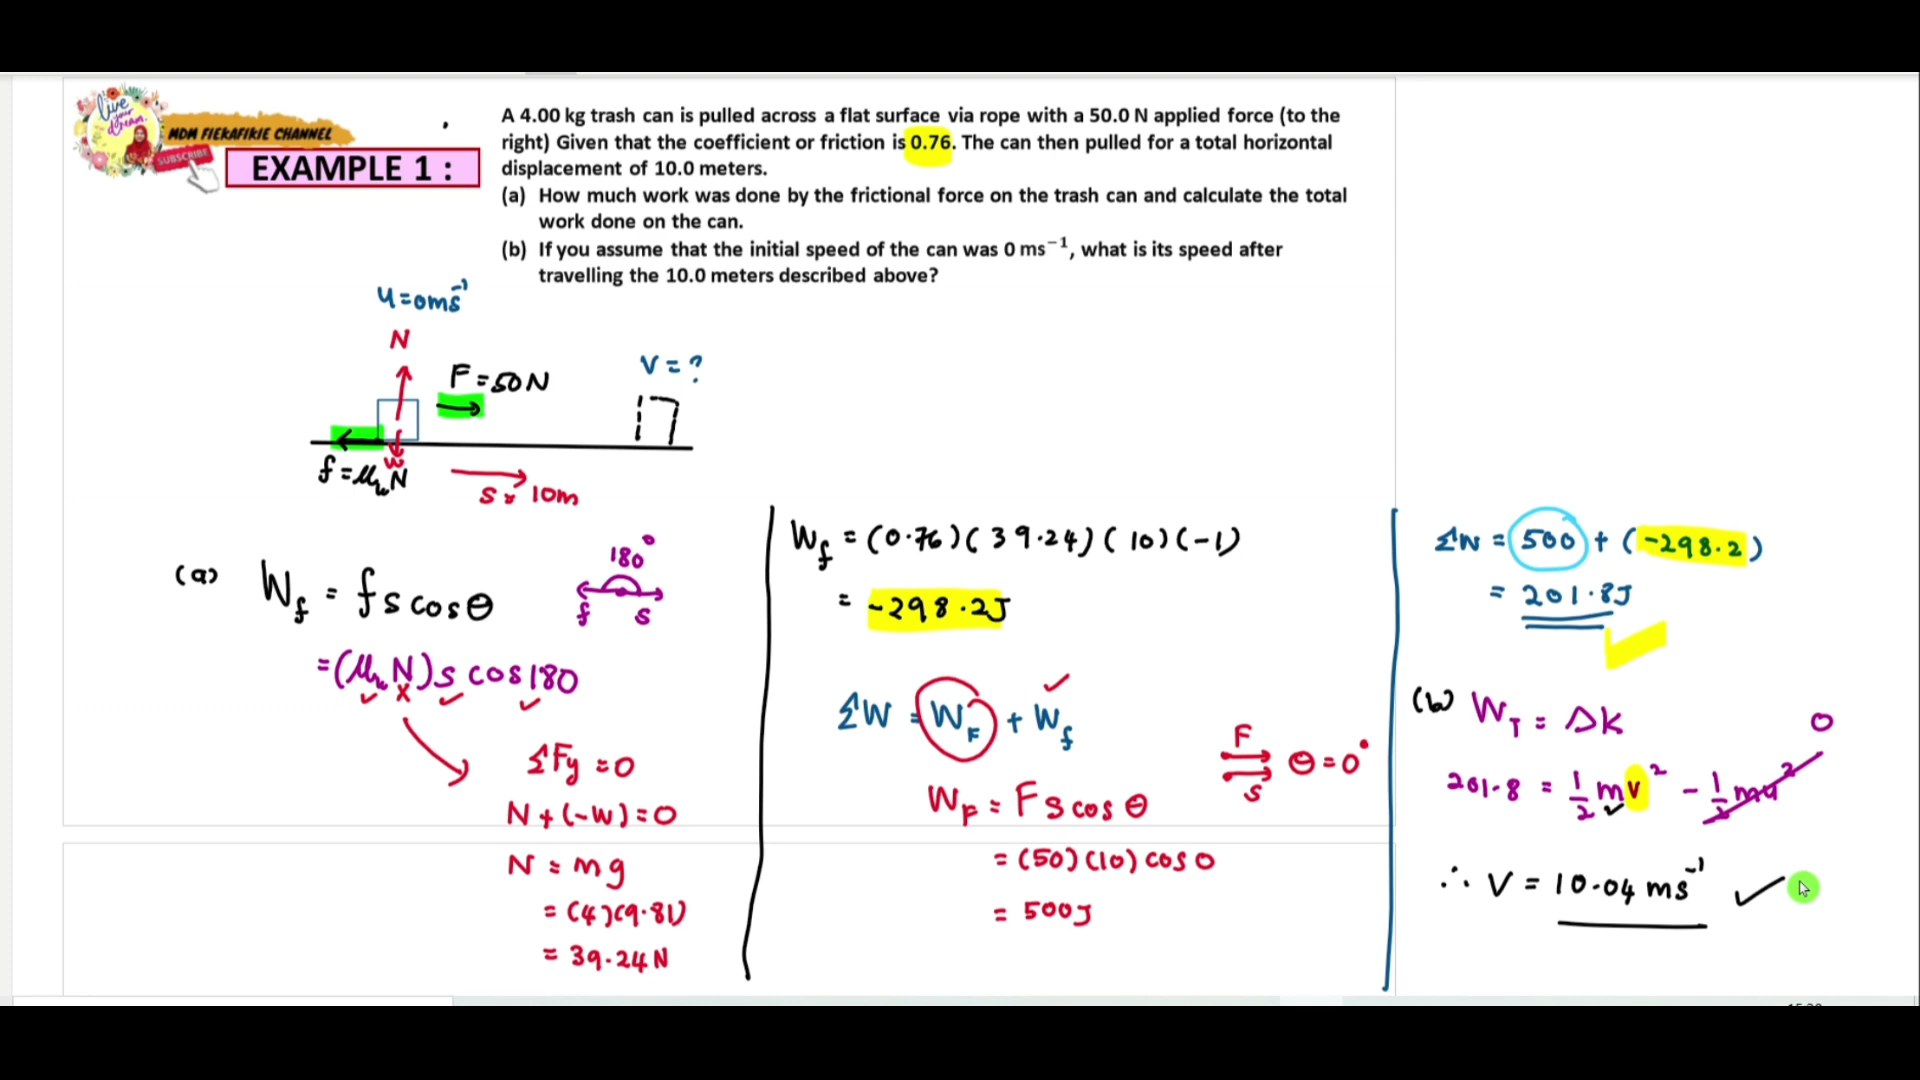 live
your
dream.
MDM FIEKAFIKIE CHANNEL
SUBSCRIBE
EXAMPLE 1 :
A 4.00 kg trash can is pulled across a flat surface via rope with a 50.0 N applied force (to the
right) Given that the coefficient or friction is 0.76. The can then pulled for a total horizontal
displacement of 10.0 meters.
(a) How much work was done by the frictional force on the trash can and calculate the total
work done on the can.
(b) If you assume that the initial speed of the can was 0 ms⁻¹, what is its speed after
travelling the 10.0 meters described above?
u = 0ms⁻¹
N
F = 50N
V = ?
W
f = μₖN
s = 10m
(a) W_f = f s cos θ
180°
f s
= (μₖN) s cos 180
ΣFy = 0
N + (-W) = 0
N = mg
= (4)(9.81)
= 39.24N
W_f = (0.76)(39.24)(10)(-1)
= -298.2J
ΣW = W_F + W_f
F
s
θ = 0°
W_F = F s cos θ
= (50)(10) cos 0
= 500J
ΣW = 500 + (-298.2)
= 201.8J
(b) W_T = ΔK
0
201.8 = ½mv² - ½mu²
∴ V = 10.04 ms⁻¹